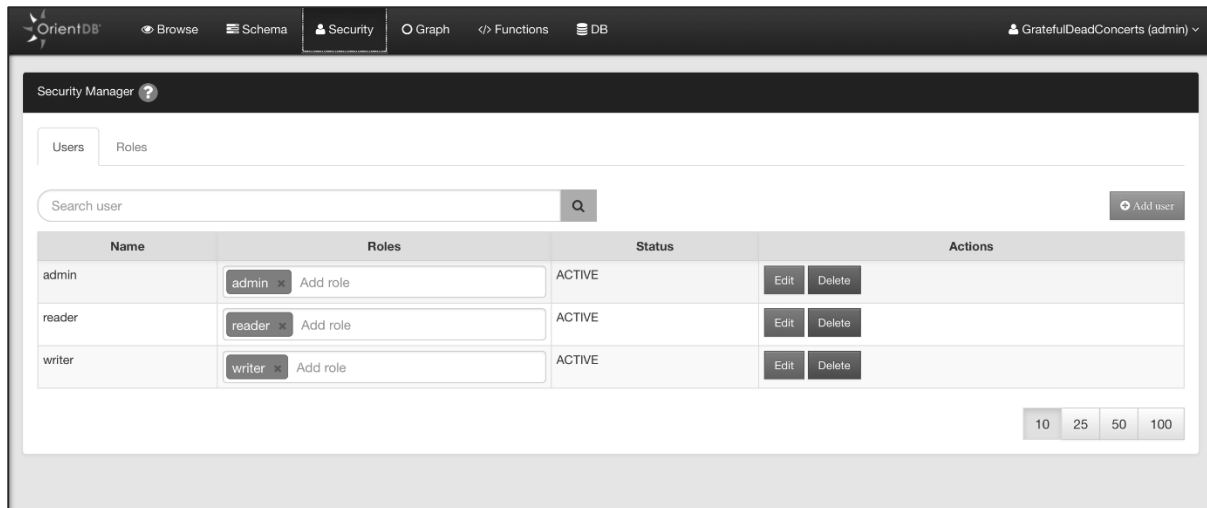 OrientDB Browse Schema Security Graph </> Functions DB GratefulDeadConcerts (admin)
Security Manager ?
Users Roles
Search user Add user
Name Roles Status Actions
admin admin × Add role ACTIVE Edit Delete
reader reader × Add role ACTIVE Edit Delete
writer writer × Add role ACTIVE Edit Delete
10 25 50 100